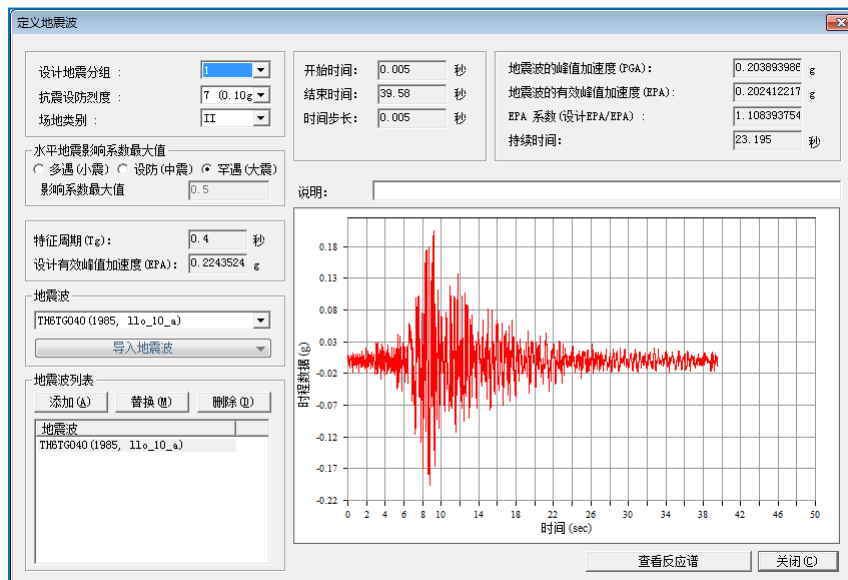 定义地震波
设计地震分组 :
1
抗震设防烈度 :
7 (0.10g
场地类别 :
II
水平地震影响系数最大值
多遇(小震)
设防(中震)
罕遇(大震)
影响系数最大值
0.5
特征周期(Tg):
0.4
秒
设计有效峰值加速度(EPA):
0.2243524
g
地震波
TH6TG040(1985, llo_10_a)
导入地震波
地震波列表
添加(A)
替换(M)
删除(D)
地震波
TH6TG040(1985, llo_10_a)
开始时间:
0.005
秒
结束时间:
39.58
秒
时间步长:
0.005
秒
地震波的峰值加速度(PGA):
0.203893986
g
地震波的有效峰值加速度(EPA):
0.202412217
g
EPA 系数(设计EPA/EPA) :
1.108393754
持续时间:
23.195
秒
说明:
时程数据(g)
0.18
0.13
0.08
0.03
-0.02
-0.07
-0.12
-0.17
-0.22
0 2 4 6 8 10 14 18 22 26 30 34 38 42 46 50
时间(sec)
查看反应谱
关闭(C)